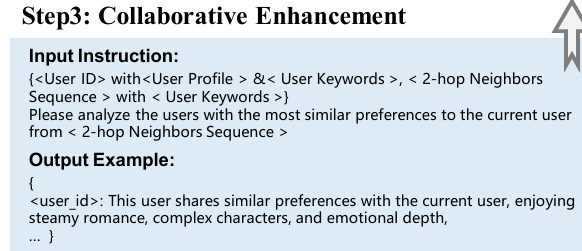 Step3: Collaborative Enhancement
Input Instruction:
{<User ID> with<User Profile > &< User Keywords >, < 2-hop Neighbors
Sequence > with < User Keywords >}
Please analyze the users with the most similar preferences to the current user
from < 2-hop Neighbors Sequence >
Output Example:
{
<user_id>: This user shares similar preferences with the current user, enjoying
steamy romance, complex characters, and emotional depth,
... }